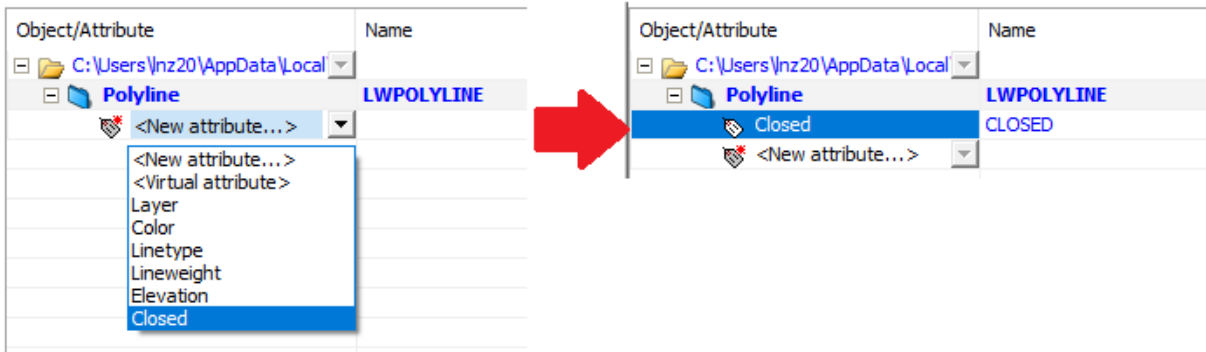 Object/Attribute Name
C:\Users\lnz20\AppData\Local
Polyline LWPOLYLINE
<New attribute...>
<New attribute...>
<Virtual attribute>
Layer
Color
Linetype
Lineweight
Elevation
Closed
Object/Attribute Name
C:\Users\lnz20\AppData\Local
Polyline LWPOLYLINE
Closed CLOSED
<New attribute...>